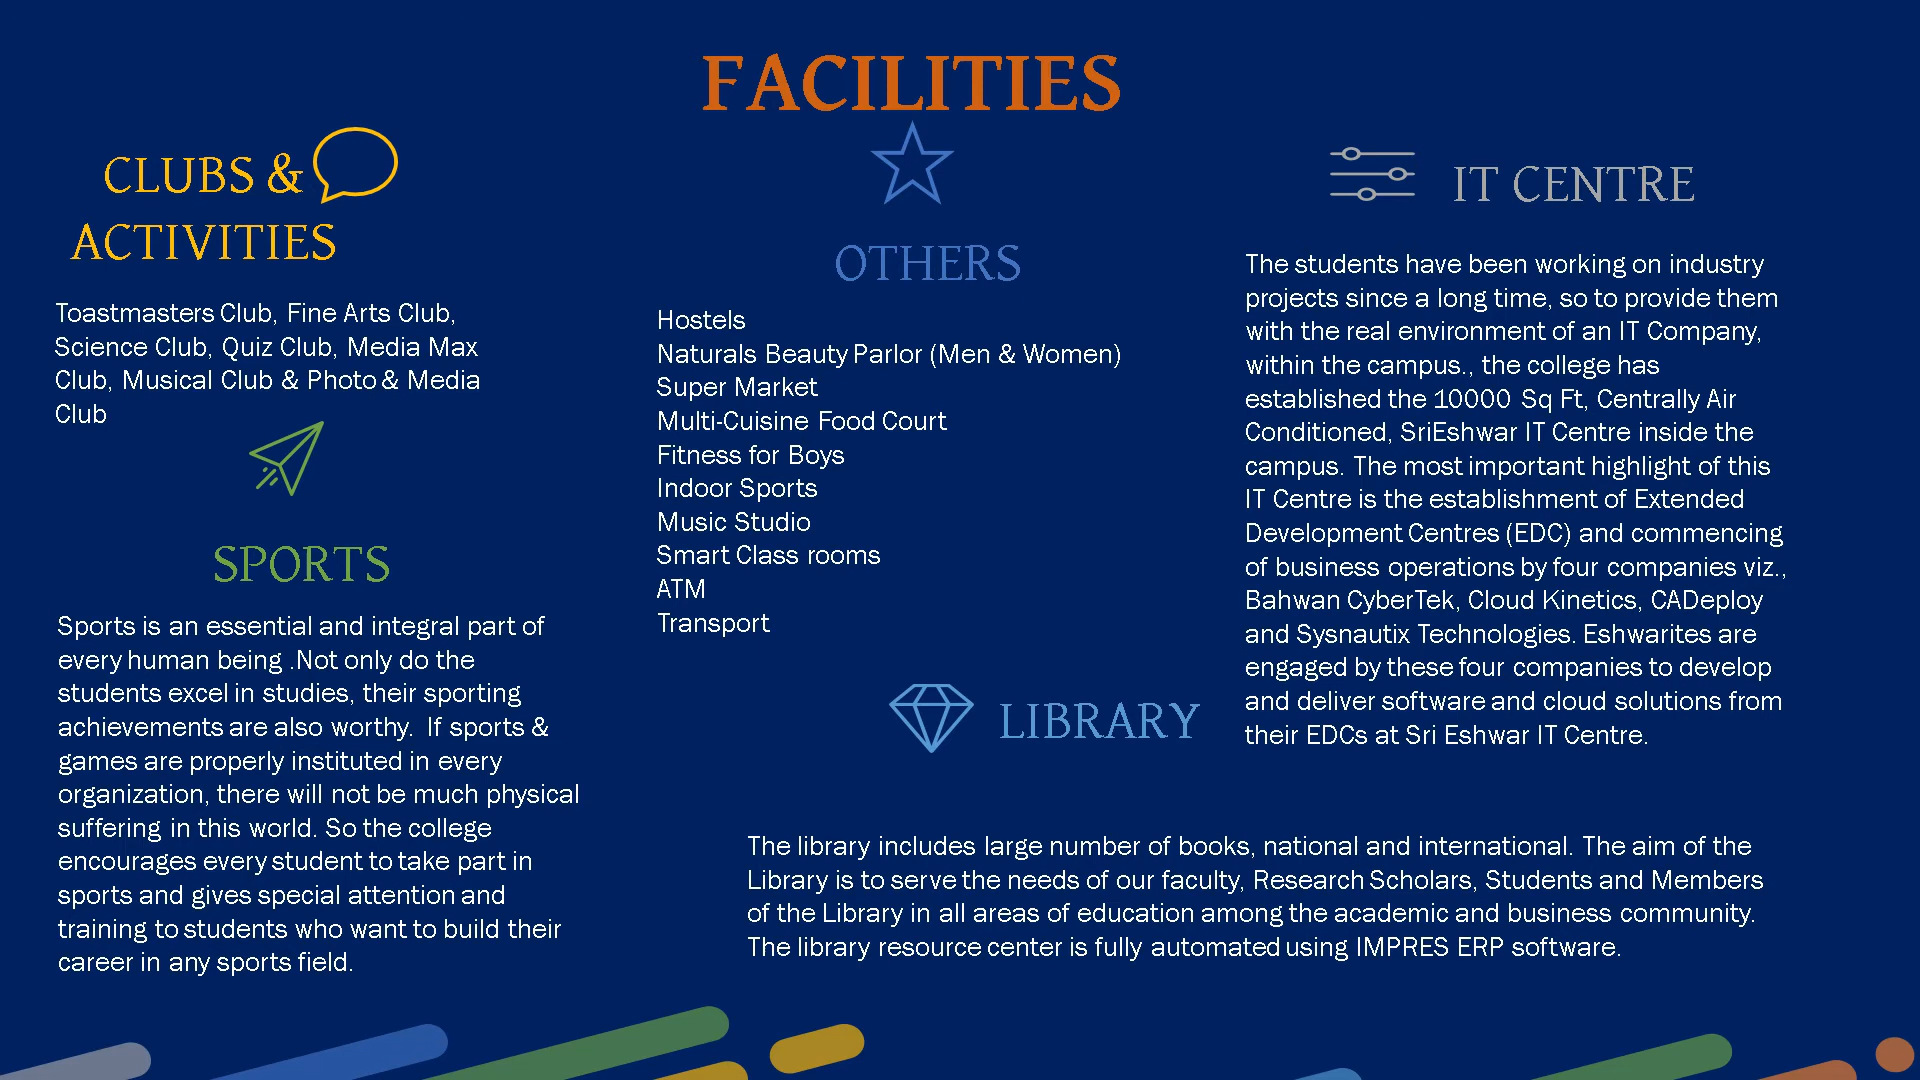 FACILITIES
CLUBS &
ACTIVITIES
Toastmasters Club, Fine Arts Club,
Science Club, Quiz Club, Media Max
Club, Musical Club & Photo & Media
Club
SPORTS
Sports is an essential and integral part of
every human being .Not only do the
students excel in studies, their sporting
achievements are also worthy.  If sports &
games are properly instituted in every
organization, there will not be much physical
suffering in this world. So the college
encourages every student to take part in
sports and gives special attention and
training to students who want to build their
career in any sports field.
OTHERS
Hostels
Naturals Beauty Parlor (Men & Women)
Super Market
Multi-Cuisine Food Court
Fitness for Boys
Indoor Sports
Music Studio
Smart Class rooms
ATM
Transport
IT CENTRE
The students have been working on industry
projects since a long time, so to provide them
with the real environment of an IT Company,
within the campus., the college has
established the 10000 Sq Ft, Centrally Air
Conditioned, SriEshwar IT Centre inside the
campus. The most important highlight of this
IT Centre is the establishment of Extended
Development Centres (EDC) and commencing
of business operations by four companies viz.,
Bahwan CyberTek, Cloud Kinetics, CADeploy
and Sysnautix Technologies. Eshwarites are
engaged by these four companies to develop
and deliver software and cloud solutions from
their EDCs at Sri Eshwar IT Centre.
LIBRARY
The library includes large number of books, national and international. The aim of the
Library is to serve the needs of our faculty, Research Scholars, Students and Members
of the Library in all areas of education among the academic and business community.
The library resource center is fully automated using IMPRES ERP software.